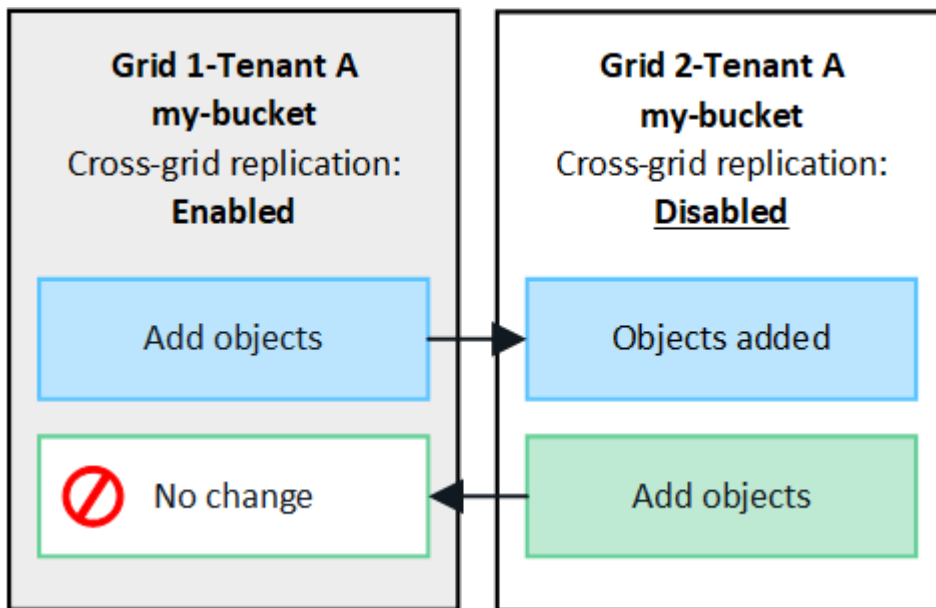 Grid 1-Tenant A
my-bucket
Cross-grid replication:
Enabled
Add objects
No change
Grid 2-Tenant A
my-bucket
Cross-grid replication:
Disabled
Objects added
Add objects